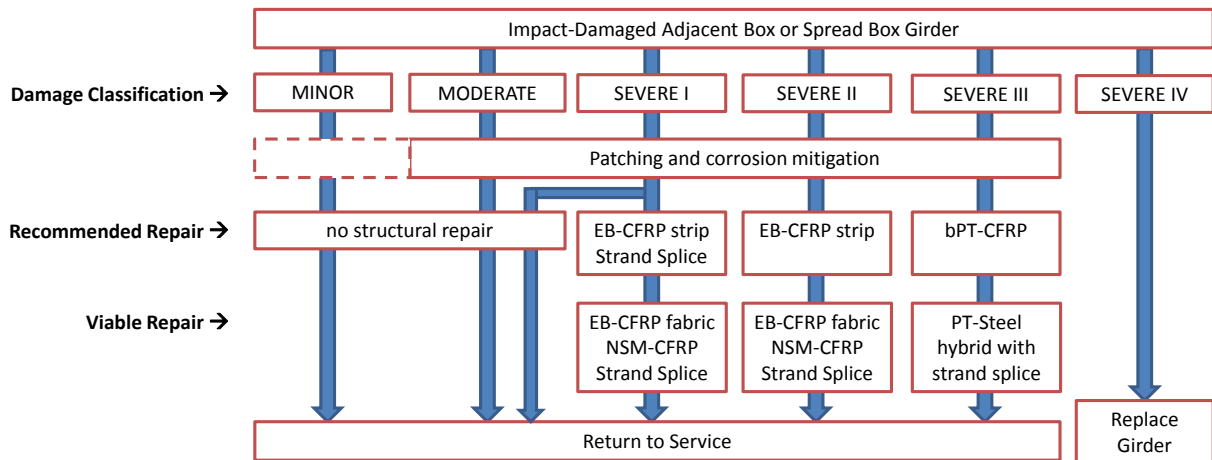 Impact-Damaged Adjacent Box or Spread Box Girder
Damage Classification →
MINOR
MODERATE
SEVERE I
SEVERE II
SEVERE III
SEVERE IV
Patching and corrosion mitigation
Recommended Repair →
no structural repair
EB-CFRP strip
Strand Splice
EB-CFRP strip
bPT-CFRP
Viable Repair →
EB-CFRP fabric
NSM-CFRP
Strand Splice
EB-CFRP fabric
NSM-CFRP
Strand Splice
PT-Steel
hybrid with
strand splice
Return to Service
Replace
Girder